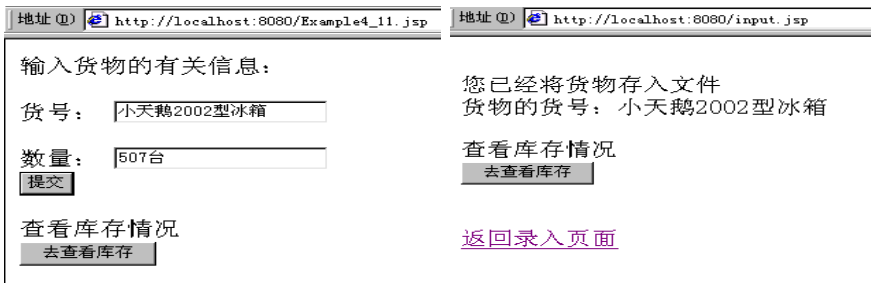 地址(D) http://localhost:8080/Example4_11.jsp
输入货物的有关信息:
货号: 小天鹅2002型冰箱
数量: 507台
提交
查看库存情况
去查看库存
地址(D) http://localhost:8080/input.jsp
您已经将货物存入文件
货物的货号: 小天鹅2002型冰箱
查看库存情况
去查看库存
返回录入页面